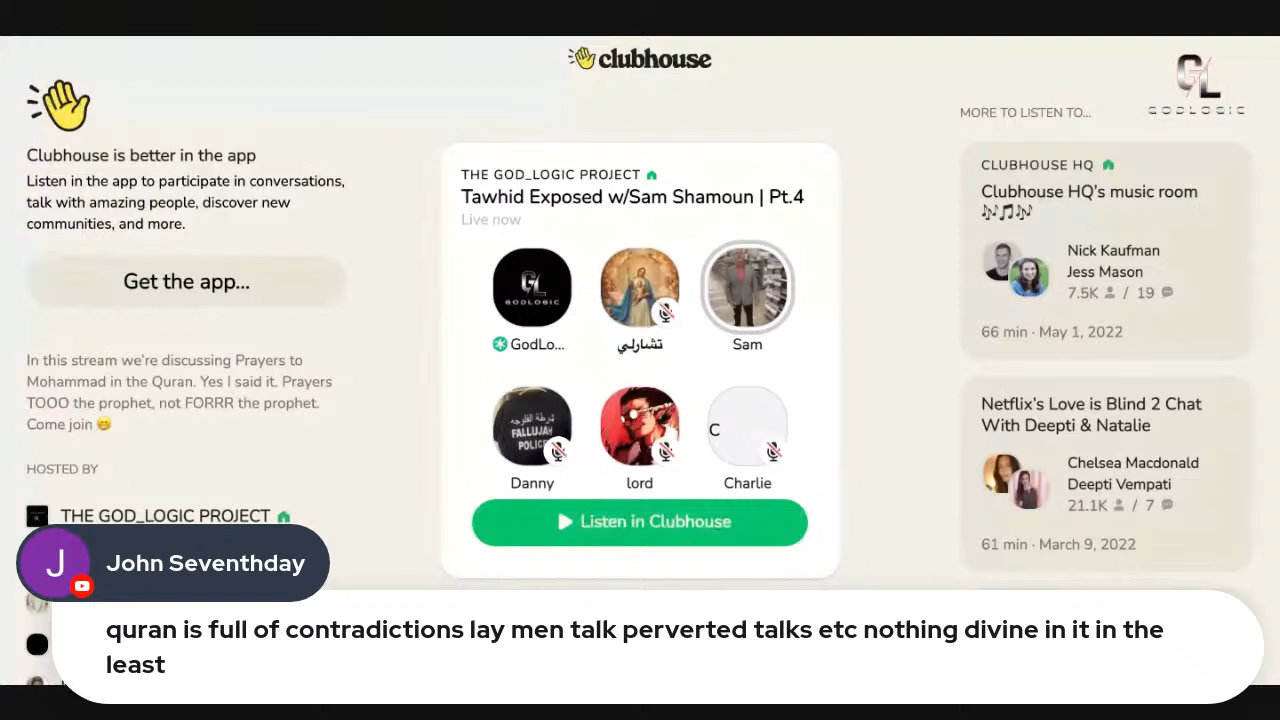 clubhouse
GL
GODLOGIC
Clubhouse is better in the app
Listen in the app to participate in conversations,
talk with amazing people, discover new
communities, and more.
Get the app...
In this stream we're discussing Prayers to
Mohammad in the Quran. Yes I said it. Prayers
TOOO the prophet, not FORRR the prophet.
Come join 😁
HOSTED BY
THE GOD_LOGIC PROJECT
THE GOD_LOGIC PROJECT
Tawhid Exposed w/Sam Shamoun | Pt.4
Live now
GL
GODLOGIC
GodLo...
تشارلي
Sam
شرطة الفلوجه
FALLUJAH
POLICE
C
Danny
lord
Charlie
Listen in Clubhouse
MORE TO LISTEN TO...
CLUBHOUSE HQ
Clubhouse HQ's music room
🎶🎵🎶
Nick Kaufman
Jess Mason
7.5K / 19
66 min · May 1, 2022
Netflix's Love is Blind 2 Chat
With Deepti & Natalie
Chelsea Macdonald
Deepti Vempati
21.1K / 7
61 min · March 9, 2022
J
John Seventhday
quran is full of contradictions lay men talk perverted talks etc nothing divine in it in the
least